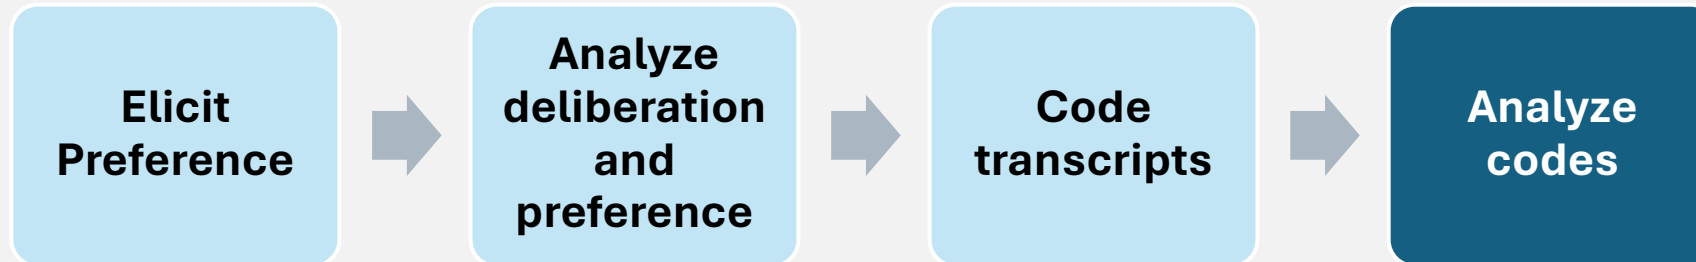 Elicit
Preference
Analyze
deliberation
and
preference
Code
transcripts
Analyze
codes